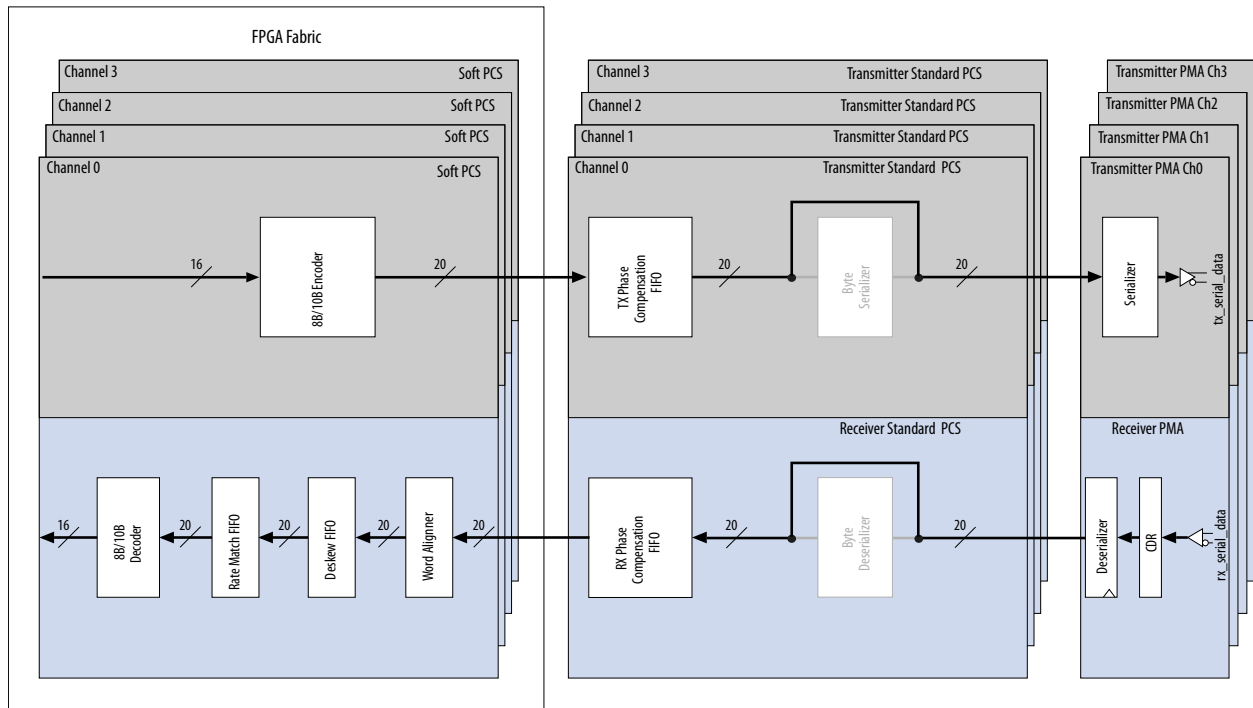 FPGA Fabric
Channel 3
Soft PCS
Channel 2
Soft PCS
Channel 1
Soft PCS
Channel 0
Soft PCS
16
8B/10B Encoder
20
Channel 3
Transmitter Standard PCS
Channel 2
Transmitter Standard PCS
Channel 1
Transmitter Standard PCS
Channel 0
Transmitter Standard PCS
TX Phase
Compensation
FIFO
20
Byte
Serializer
20
Transmitter PMA Ch3
Transmitter PMA Ch2
Transmitter PMA Ch1
Transmitter PMA Ch0
Serializer
tx_serial_data
16
8B/10B
Decoder
20
Rate Match FIFO
20
Deskew FIFO
20
Word Aligner
20
Receiver Standard PCS
RX Phase
Compensation
FIFO
20
Byte
Deserializer
20
Receiver PMA
Deserializer
CDR
rx_serial_data